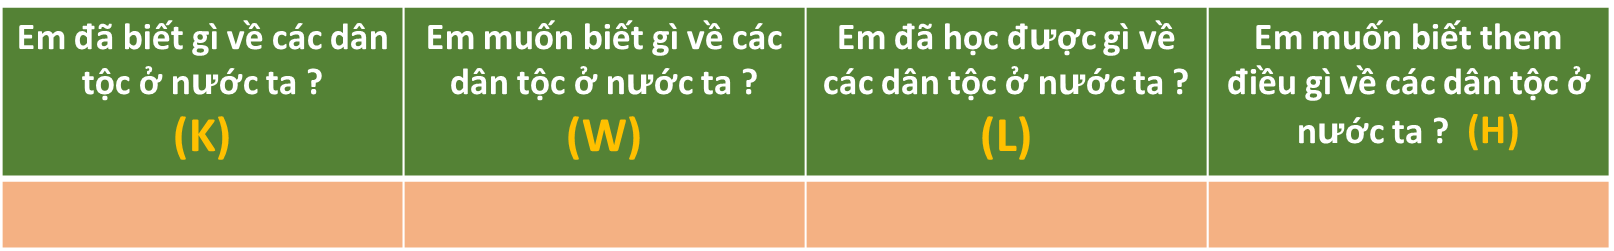 Em đã biết gì về các dân
tộc ở nước ta ?
(K)
Em muốn biết gì về các
dân tộc ở nước ta ?
(W)
Em đã học được gì về
các dân tộc ở nước ta ?
(L)
Em muốn biết them
điều gì về các dân tộc ở
nước ta ? (H)